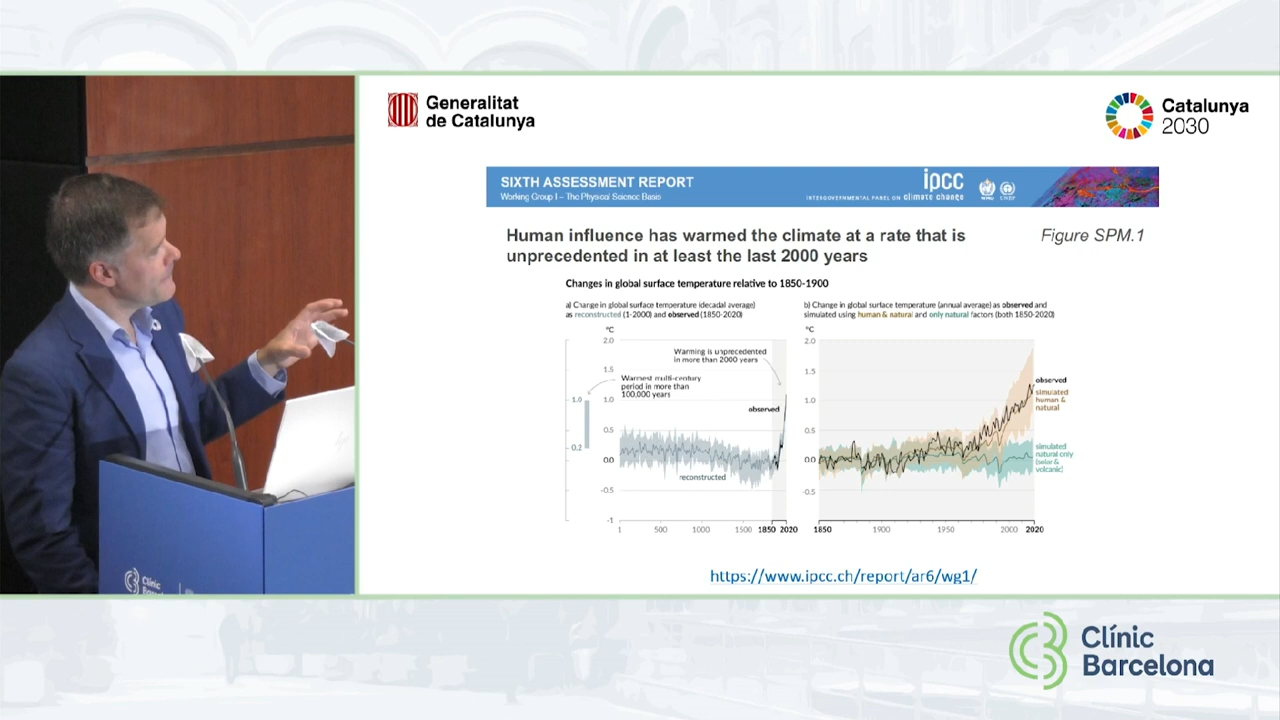 Generalitat
de Catalunya
Catalunya
2030
SIXTH ASSESSMENT REPORT
Working Group I – The Physical Science Basis
ipcc
INTERGOVERNMENTAL PANEL ON climate change
WMO
UNEP
Human influence has warmed the climate at a rate that is
unprecedented in at least the last 2000 years
Figure SPM.1
Changes in global surface temperature relative to 1850-1900
a) Change in global surface temperature (decadal average)
as reconstructed (1-2000) and observed (1850-2020)
°C
2.0
Warming is unprecedented
in more than 2000 years
1.5
Warmest multi-century
period in more than
100,000 years
1.0
1.0
observed
0.5
0.2
0.0
reconstructed
-0.5
-1
1
500
1000
1500
1850
2020
b) Change in global surface temperature (annual average) as observed and
simulated using human & natural and only natural factors (both 1850-2020)
°C
2.0
1.5
observed
simulated
human &
natural
1.0
0.5
simulated
natural only
(solar &
volcanic)
0.0
-0.5
1850
1900
1950
2000
2020
https://www.ipcc.ch/report/ar6/wg1/
Clínic
Clínic
Barcelona